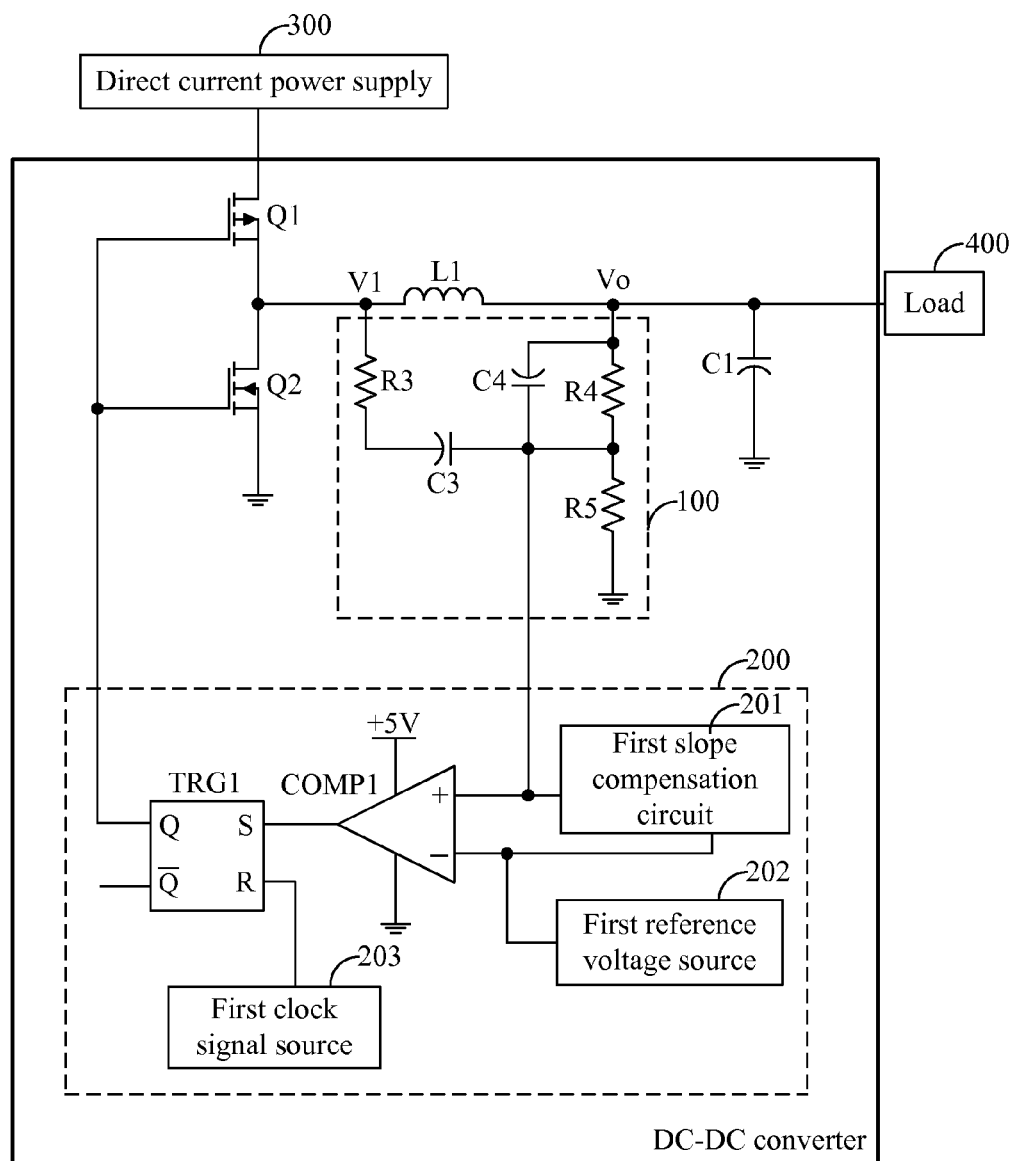 300
Direct current power supply
Q1
400
V1
L1
Vo
Load
R3
C4
R4
C1
Q2
C3
R5
100
200
201
+5V
First slope
compensation
circuit
TRG1
COMP1
+
Q
S
−
Q̅
R
202
First reference
voltage source
203
First clock
signal source
DC-DC converter